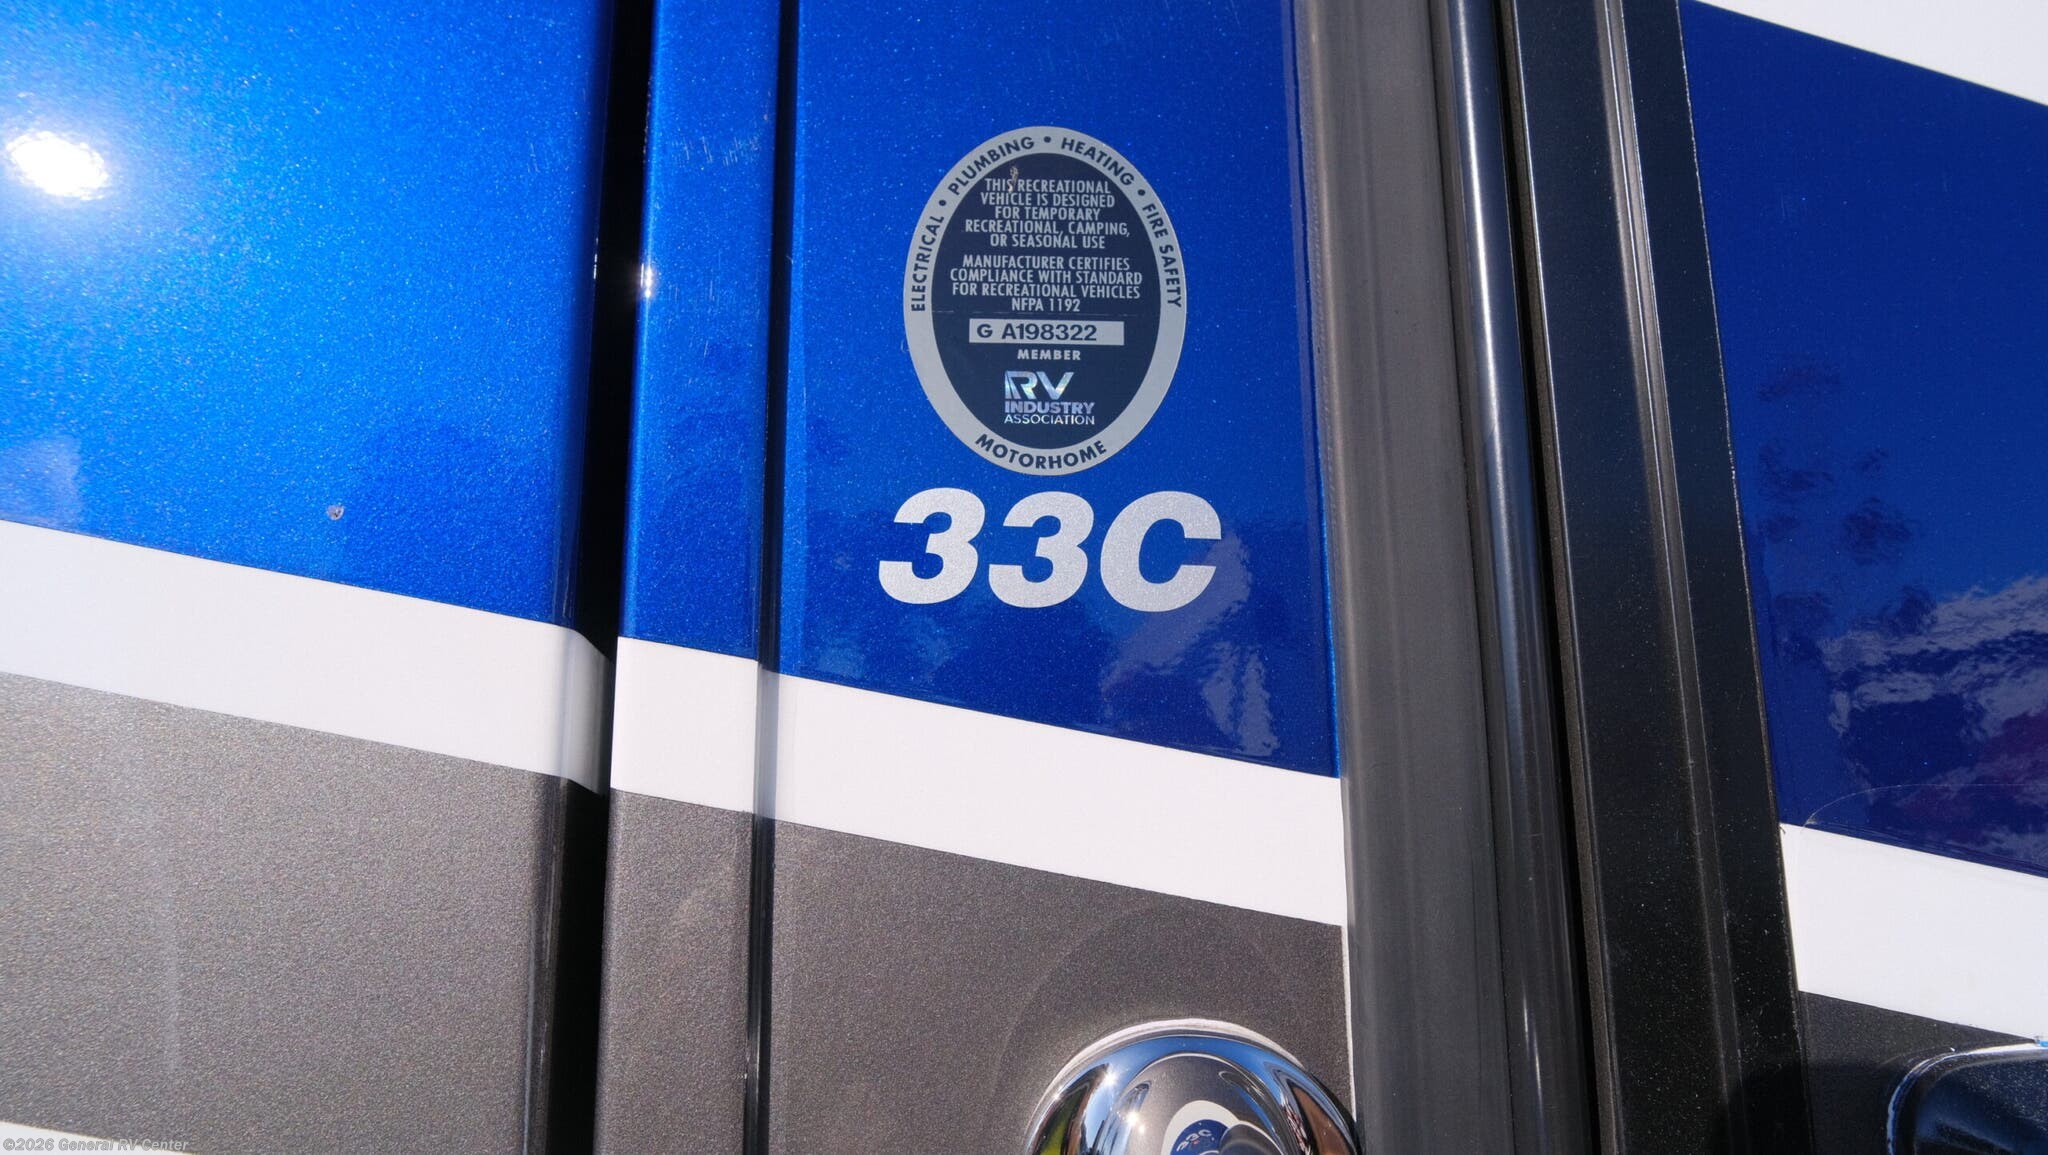 ELECTRICAL • PLUMBING • HEATING • FIRE SAFETY
THIS RECREATIONAL
VEHICLE IS DESIGNED
FOR TEMPORARY
RECREATIONAL, CAMPING,
OR SEASONAL USE
MANUFACTURER CERTIFIES
COMPLIANCE WITH STANDARD
FOR RECREATIONAL VEHICLES
NFPA 1192
G A198322
MEMBER
RV
INDUSTRY
ASSOCIATION
MOTORHOME
33C
33C
©2026 General RV Center